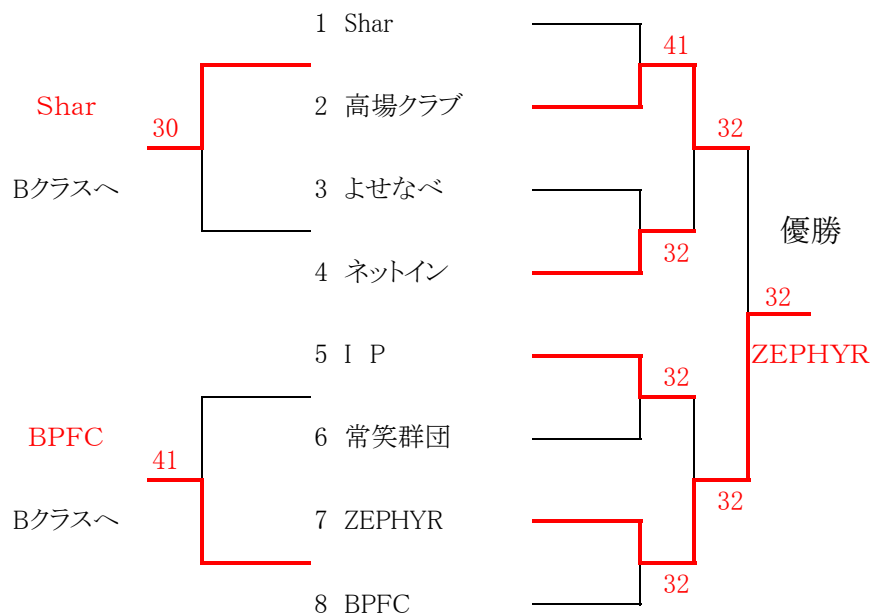 1 Shar
41
Shar
2 高場クラブ
30
32
Bクラスへ
3 よせなべ
優勝
32
4 ネットイン
32
5 I P
ZEPHYR
32
BPFC
6 常笑群団
41
32
Bクラスへ
7 ZEPHYR
32
8 BPFC